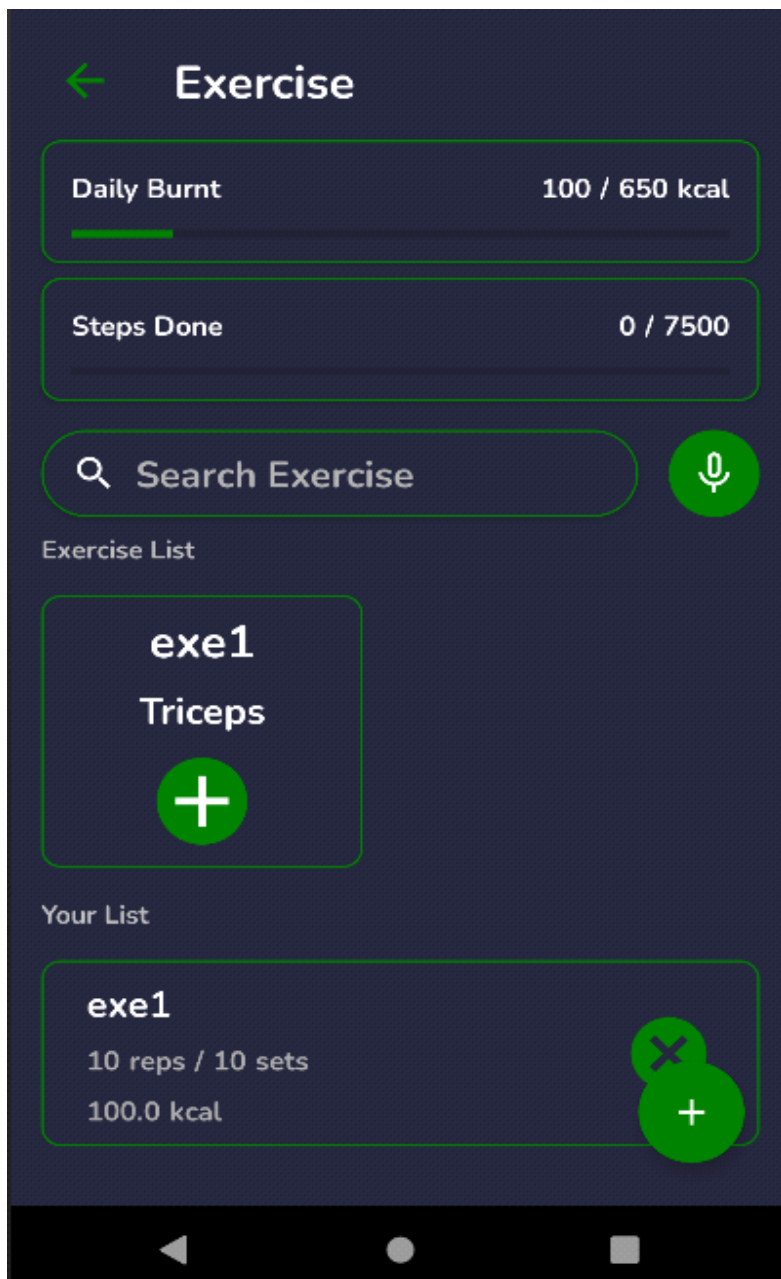 Exercise
Daily Burnt 100 / 650 kcal
Steps Done 0 / 7500
Search Exercise
Exercise List
exe1
Triceps
Your List
exe1
10 reps / 10 sets
100.0 kcal